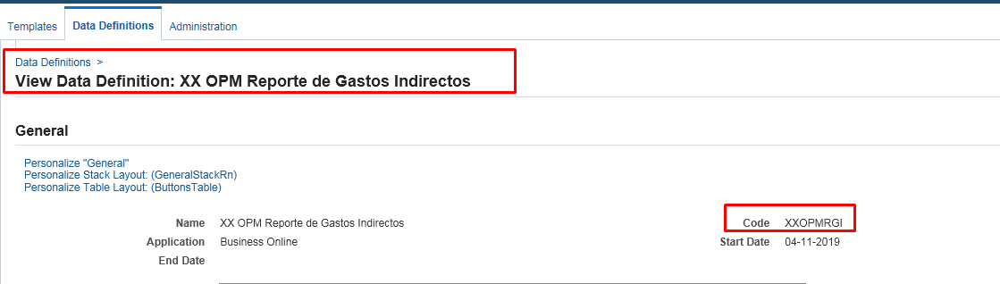 Templates Data Definitions Administration
Data Definitions >
View Data Definition: XX OPM Reporte de Gastos Indirectos
General
Personalize "General"
Personalize Stack Layout: (GeneralStackRn)
Personalize Table Layout: (ButtonsTable)
Name XX OPM Reporte de Gastos Indirectos Code XXOPMRGI
Application Business Online Start Date 04-11-2019
End Date